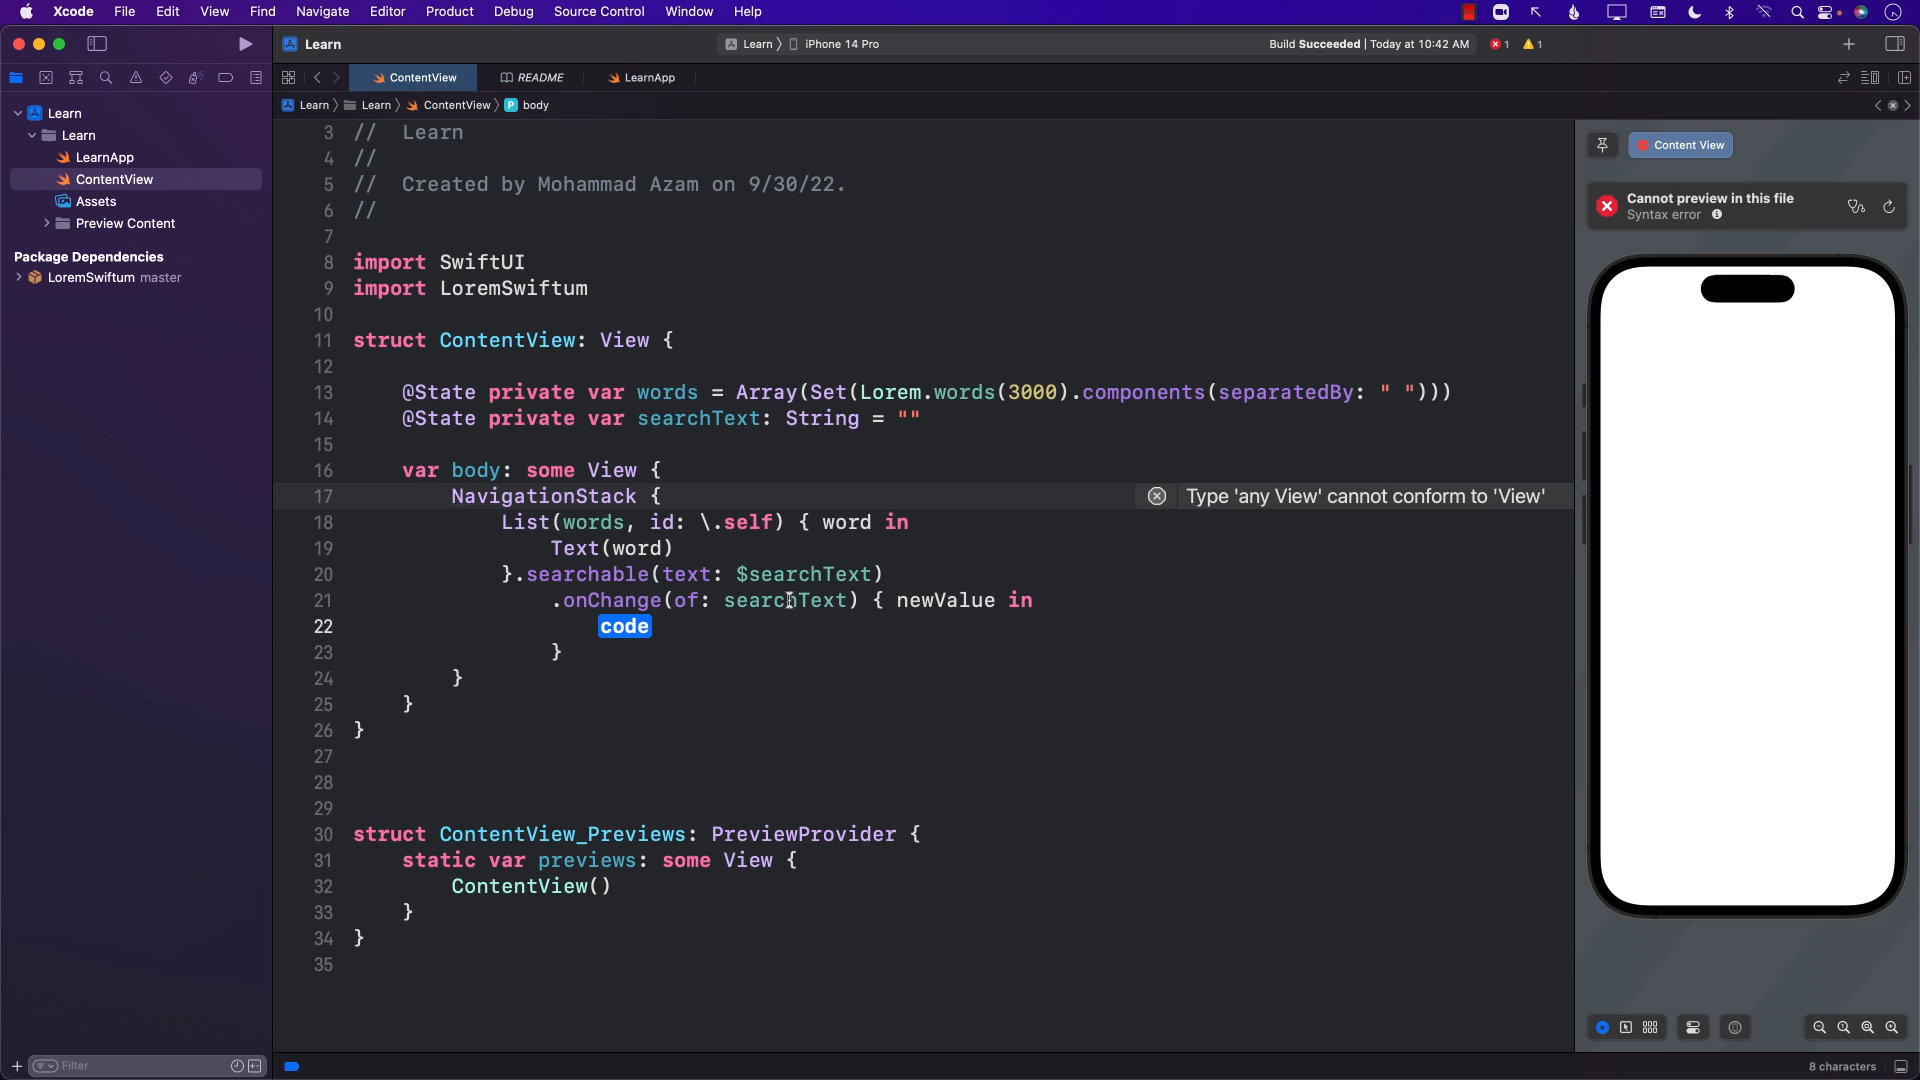 Xcode File Edit View Find Navigate Editor Product Debug Source Control Window Help
Learn
Learn 〉 iPhone 14 Pro
Build Succeeded | Today at 10:42 AM 1 1
ContentView README LearnApp
Learn 〉 Learn 〉 ContentView 〉 P body
Learn
Learn
LearnApp
ContentView
Assets
Preview Content
Package Dependencies
LoremSwiftum master
3 // Learn
4 //
5 // Created by Mohammad Azam on 9/30/22.
6 //
7
8 import SwiftUI
9 import LoremSwiftum
10
11 struct ContentView: View {
12
13 @State private var words = Array(Set(Lorem.words(3000).components(separatedBy: " ")))
14 @State private var searchText: String = ""
15
16 var body: some View {
17 NavigationStack { Type 'any View' cannot conform to 'View'
18 List(words, id: \.self) { word in
19 Text(word)
20 }.searchable(text: $searchText)
21 .onChange(of: searchText) { newValue in
22 code
23 }
24 }
25 }
26 }
27
28
29
30 struct ContentView_Previews: PreviewProvider {
31 static var previews: some View {
32 ContentView()
33 }
34 }
35
Content View
Cannot preview in this file
Syntax error
Filter
8 characters